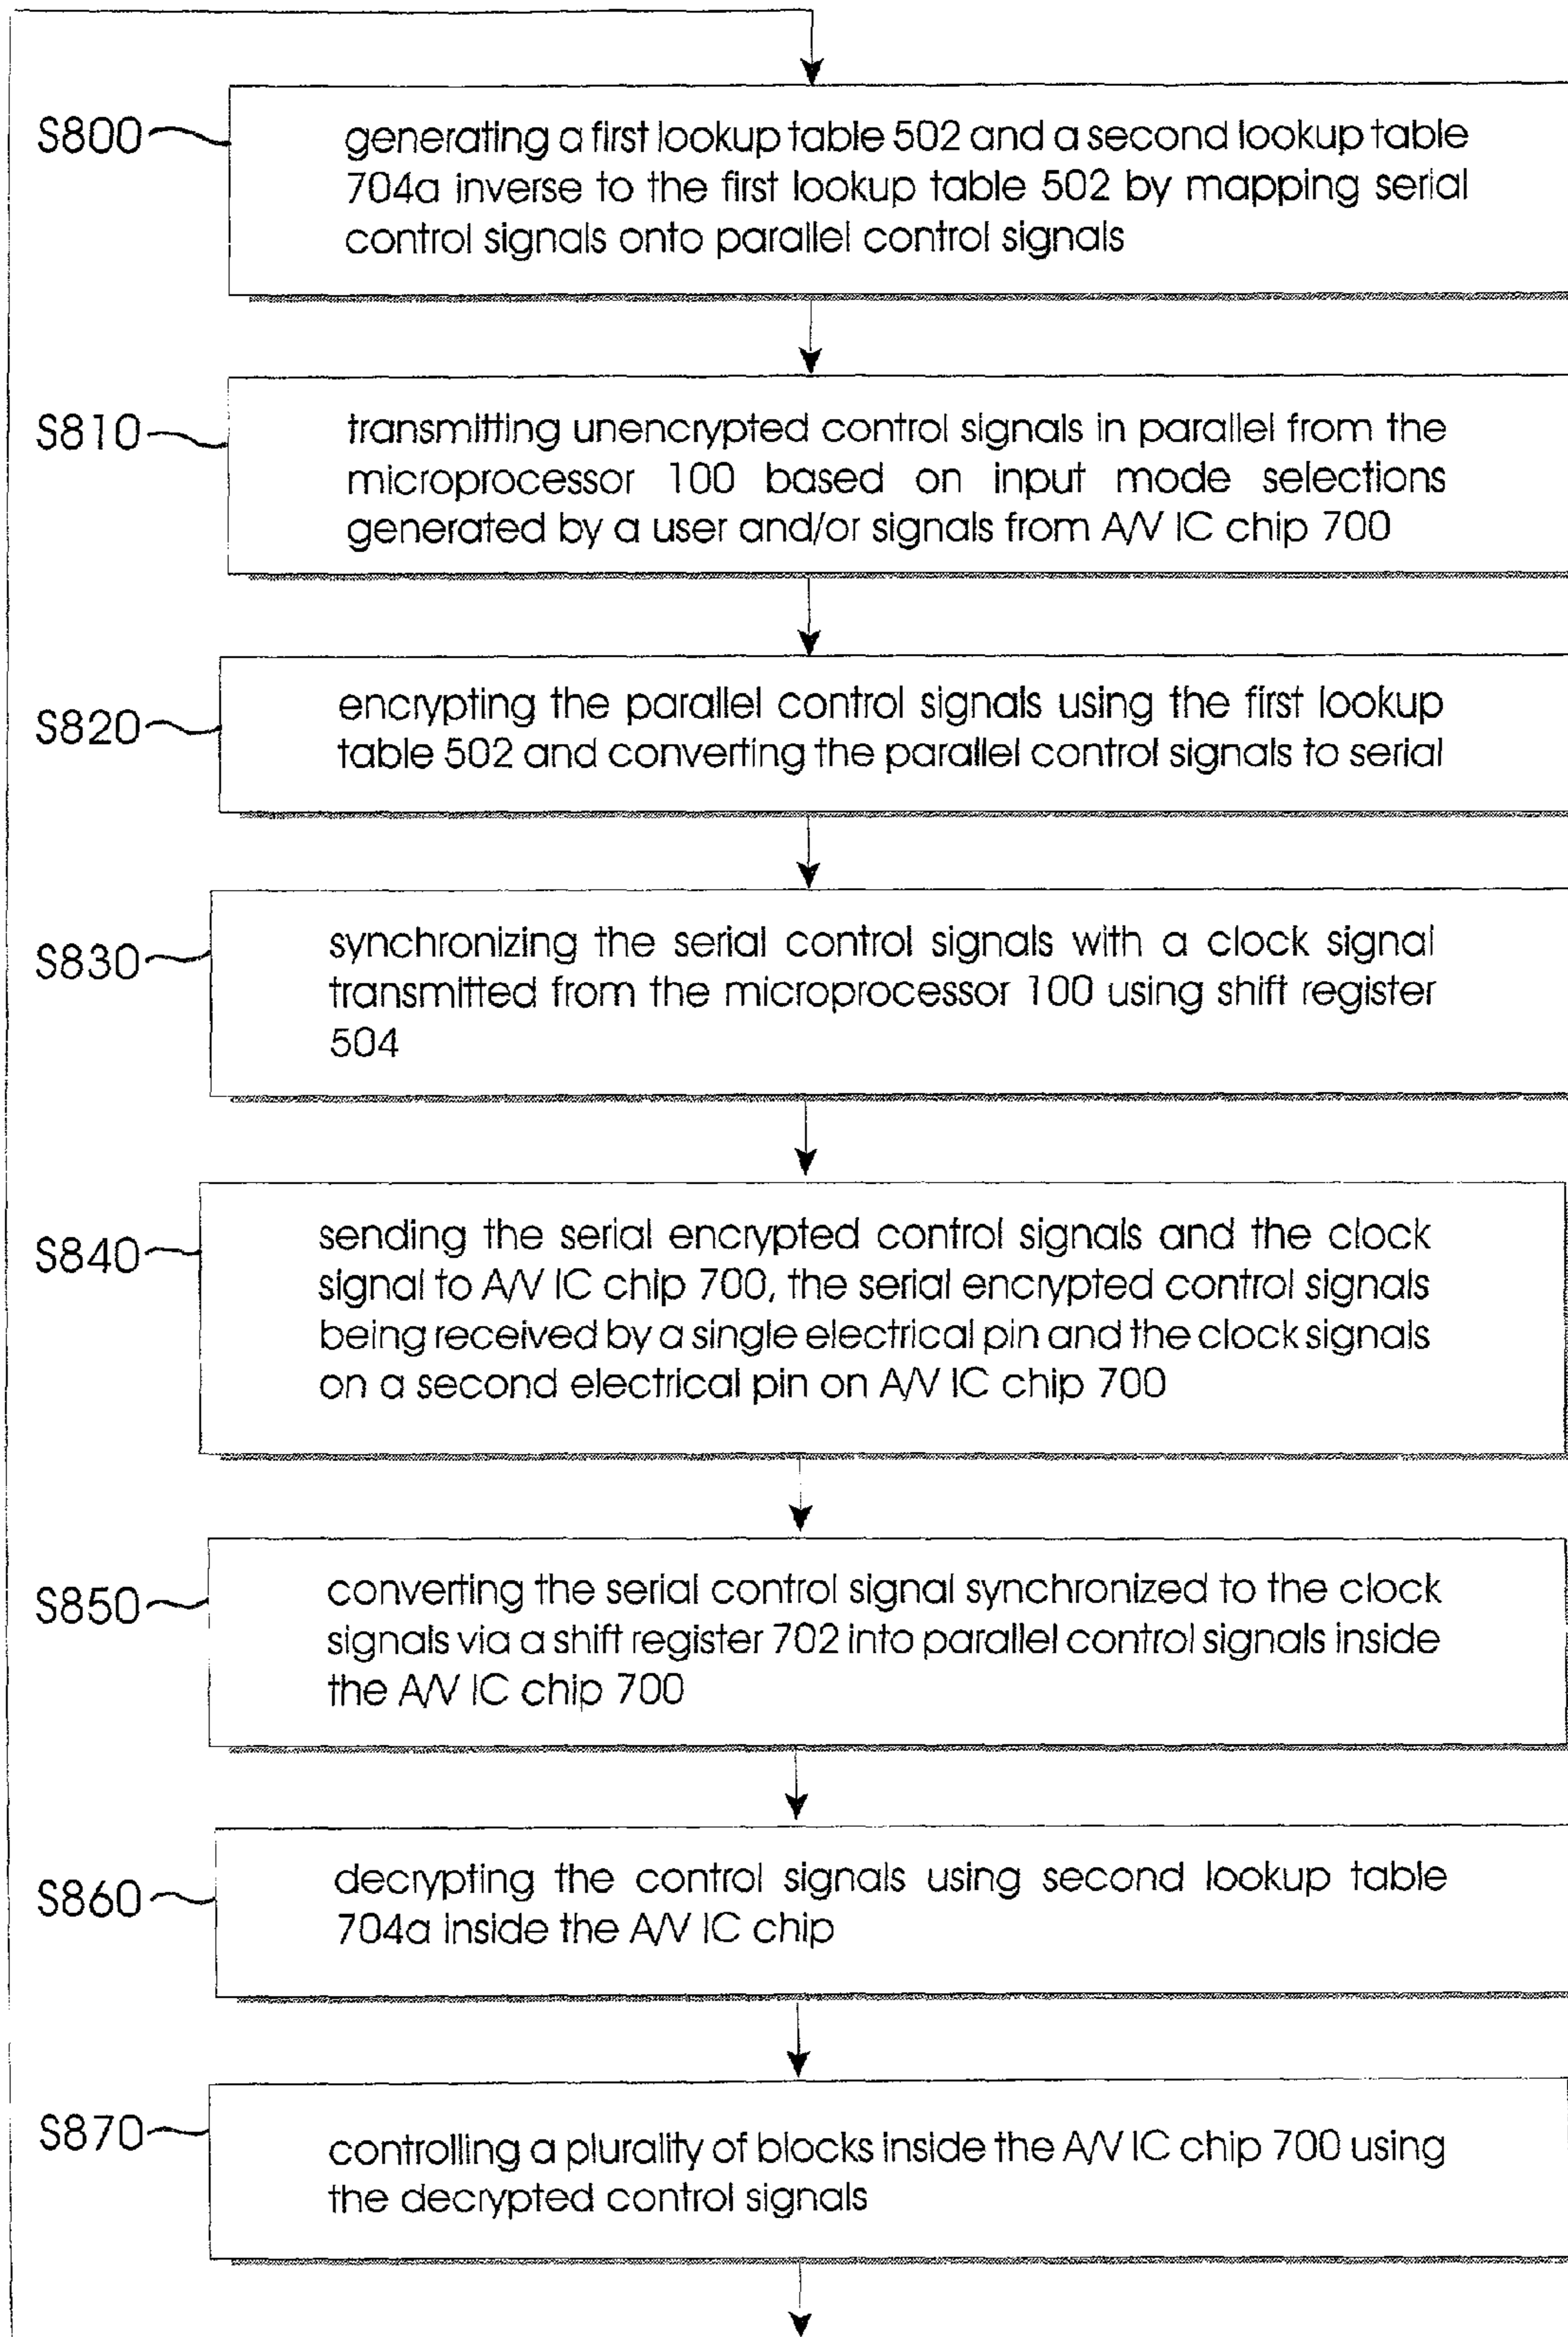 S800
generating a first lookup table 502 and a second lookup table
704a inverse to the first lookup table 502 by mapping serial
control signals onto parallel control signals
S810
transmitting unencrypted control signals in parallel from the
microprocessor 100 based on input mode selections
generated by a user and/or signals from A/V IC chip 700
S820
encrypting the parallel control signals using the first lookup
table 502 and converting the parallel control signals to serial
S830
synchronizing the serial control signals with a clock signal
transmitted from the microprocessor 100 using shift register
504
S840
sending the serial encrypted control signals and the clock
signal to A/V IC chip 700, the serial encrypted control signals
being received by a single electrical pin and the clock signals
on a second electrical pin on A/V IC chip 700
S850
converting the serial control signal synchronized to the clock
signals via a shift register 702 into parallel control signals inside
the A/V IC chip 700
S860
decrypting the control signals using second lookup table
704a inside the A/V IC chip
S870
controlling a plurality of blocks inside the A/V IC chip 700 using
the decrypted control signals